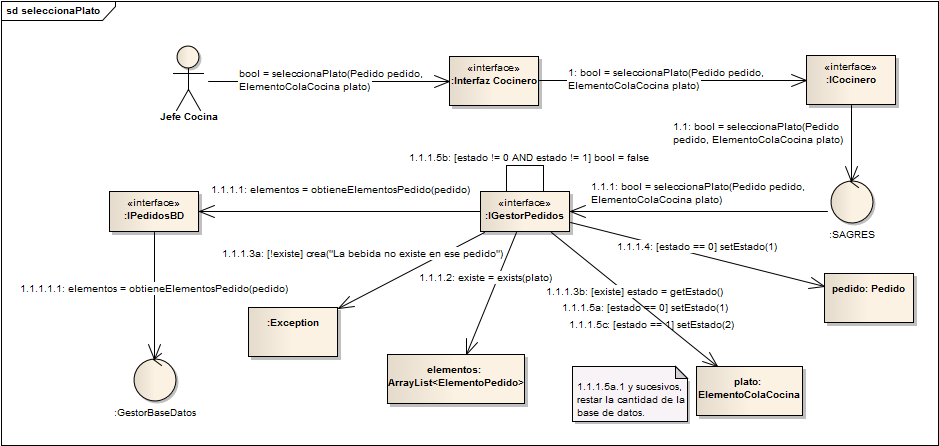 sd seleccionaPlato
bool = seleccionaPlato(Pedido pedido,
ElementoColaCocina plato)
Jefe Cocina
«interface»
:Interfaz Cocinero
1: bool = seleccionaPlato(Pedido pedido,
ElementoColaCocina plato)
«interface»
:ICocinero
1.1: bool = seleccionaPlato(Pedido
pedido, ElementoColaCocina plato)
1.1.1.5b: [estado != 0 AND estado != 1] bool = false
1.1.1.1: elementos = obtieneElementosPedido(pedido)
«interface»
:IPedidosBD
«interface»
:IGestorPedidos
1.1.1: bool = seleccionaPlato(Pedido pedido,
ElementoColaCocina plato)
:SAGRES
1.1.1.4: [estado == 0] setEstado(1)
1.1.1.3a: [!existe] crea("La bebida no existe en ese pedido")
1.1.1.2: existe = exists(plato)
1.1.1.1.1: elementos = obtieneElementosPedido(pedido)
1.1.1.3b: [existe] estado = getEstado()
1.1.1.5a: [estado == 0] setEstado(1)
1.1.1.5c: [estado == 1] setEstado(2)
pedido: Pedido
:Exception
elementos:
ArrayList<ElementoPedido>
1.1.1.5a.1 y sucesivos,
restar la cantidad de la
base de datos.
plato:
ElementoColaCocina
:GestorBaseDatos